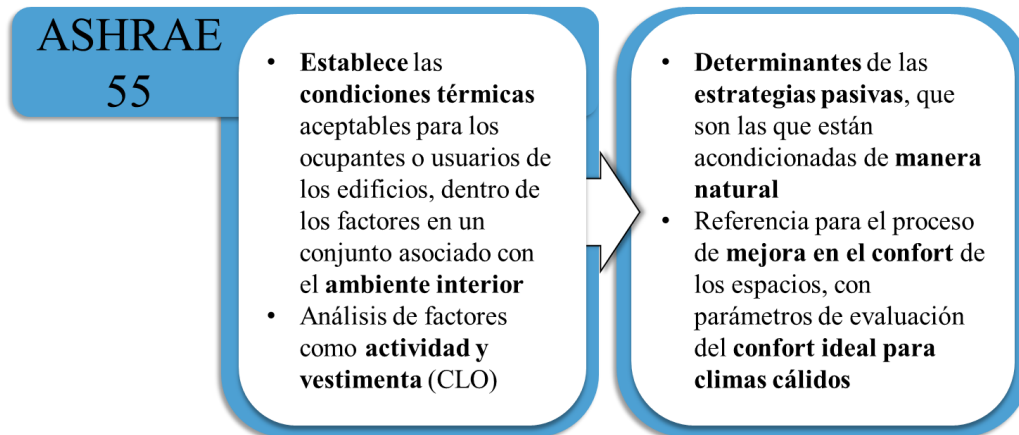 ASHRAE
55
• Establece las
condiciones térmicas
aceptables para los
ocupantes o usuarios de
los edificios, dentro de
los factores en un
conjunto asociado con
el ambiente interior
• Análisis de factores
como actividad y
vestimenta (CLO)
• Determinantes de las
estrategias pasivas, que
son las que están
acondicionadas de manera
natural
• Referencia para el proceso
de mejora en el confort de
los espacios, con
parámetros de evaluación
del confort ideal para
climas cálidos